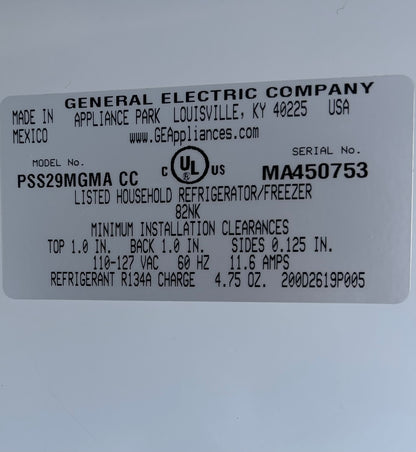 GENERAL ELECTRIC COMPANY
MADE IN APPLIANCE PARK LOUISVILLE, KY 40225 USA
MEXICO www.GEAppliances.com
MODEL No. SERIAL No.
PSS29MGMA CC C UL US MA450753
LISTED HOUSEHOLD REFRIGERATOR/FREEZER
82NK
MINIMUM INSTALLATION CLEARANCES
TOP 1.0 IN. BACK 1.0 IN. SIDES 0.125 IN.
110-127 VAC 60 HZ 11.6 AMPS
REFRIGERANT R134A CHARGE 4.75 OZ. 200D2619P005